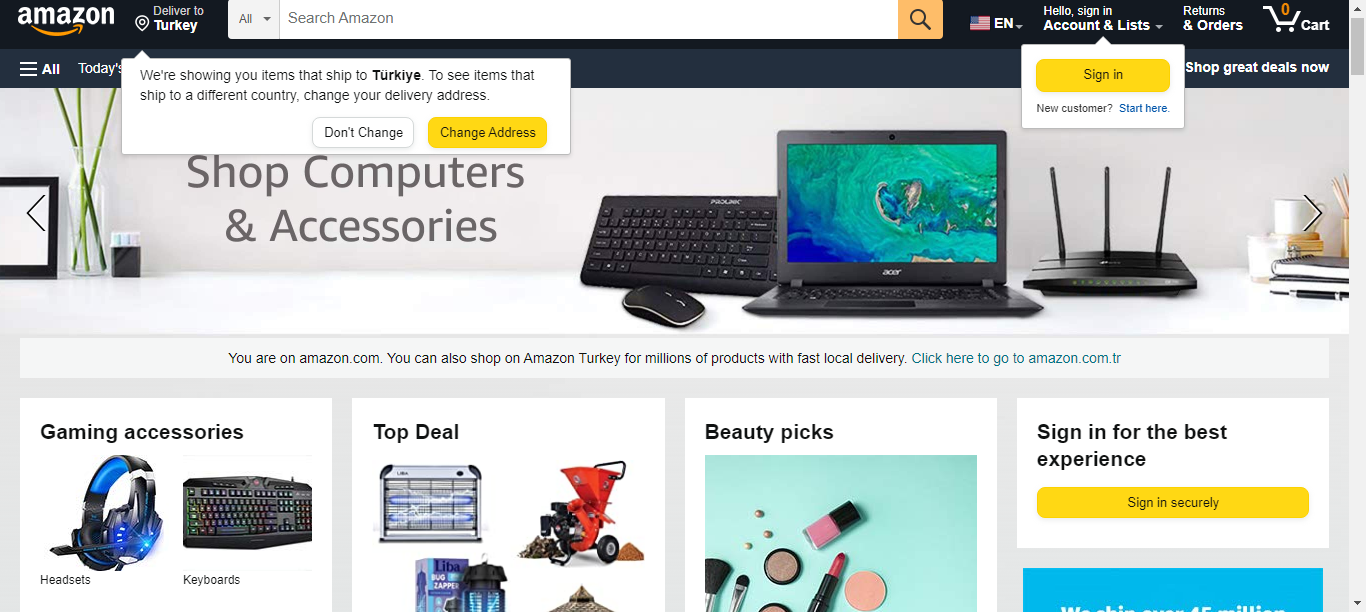 amazon
Deliver to
Turkey
All
Search Amazon
EN
Hello, sign in
Account & Lists
Returns
& Orders
0
Cart
All
Today's
Shop great deals now
We're showing you items that ship to Türkiye. To see items that
ship to a different country, change your delivery address.
Don't Change
Change Address
Sign in
New customer? Start here.
Shop Computers
& Accessories
PROLINK
acer
You are on amazon.com. You can also shop on Amazon Turkey for millions of products with fast local delivery. Click here to go to amazon.com.tr
Gaming accessories
Headsets
Keyboards
Top Deal
LIBA
Liba
BUG
ZAPPER
Beauty picks
Sign in for the best
experience
Sign in securely
We ship over 45 million